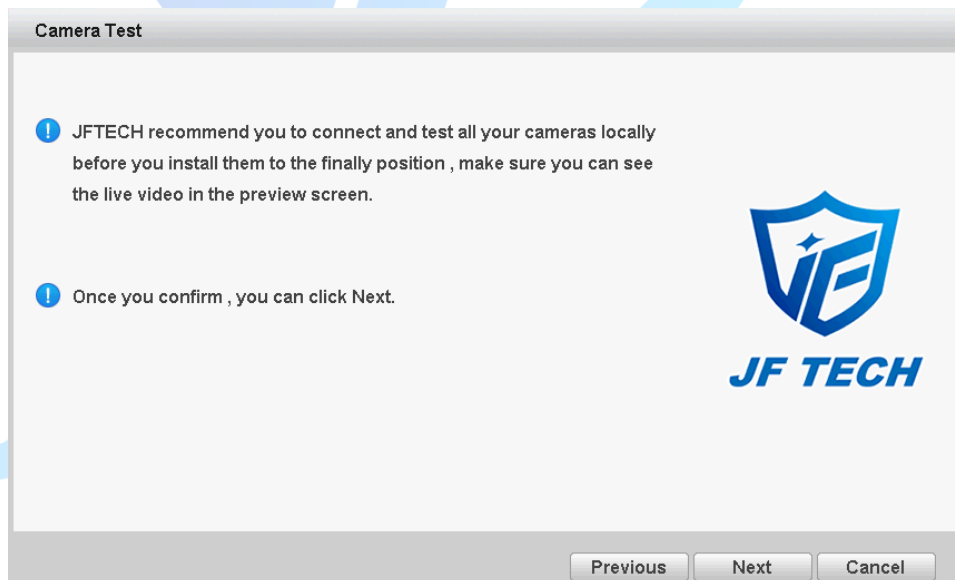 Camera Test
JFTECH recommend you to connect and test all your cameras locally
before you install them to the finally position , make sure you can see
the live video in the preview screen.
Once you confirm , you can click Next.
JF TECH
Previous
Next
Cancel